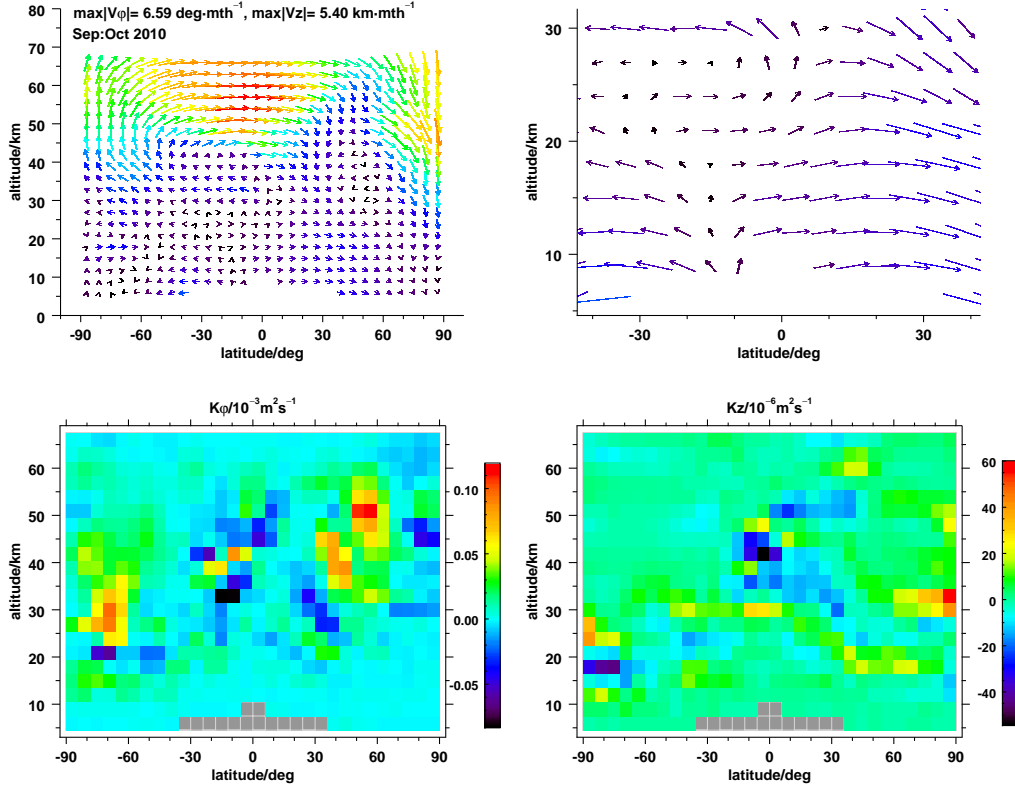 max|Vφ|= 6.59 deg·mth⁻¹, max|Vz|= 5.40 km·mth⁻¹
Sep:Oct 2010
80
70
60
50
40
30
20
10
0
altitude/km
-90 -60 -30 0 30 60 90
latitude/deg
30
20
10
altitude/km
-30 0 30
latitude/deg
Kφ/10⁻³m²s⁻¹
60
50
40
30
20
10
altitude/km
-90 -60 -30 0 30 60 90
latitude/deg
0.10
0.05
0.00
-0.05
Kz/10⁻⁶m²s⁻¹
60
50
40
30
20
10
altitude/km
-90 -60 -30 0 30 60 90
latitude/deg
60
40
20
0
-20
-40